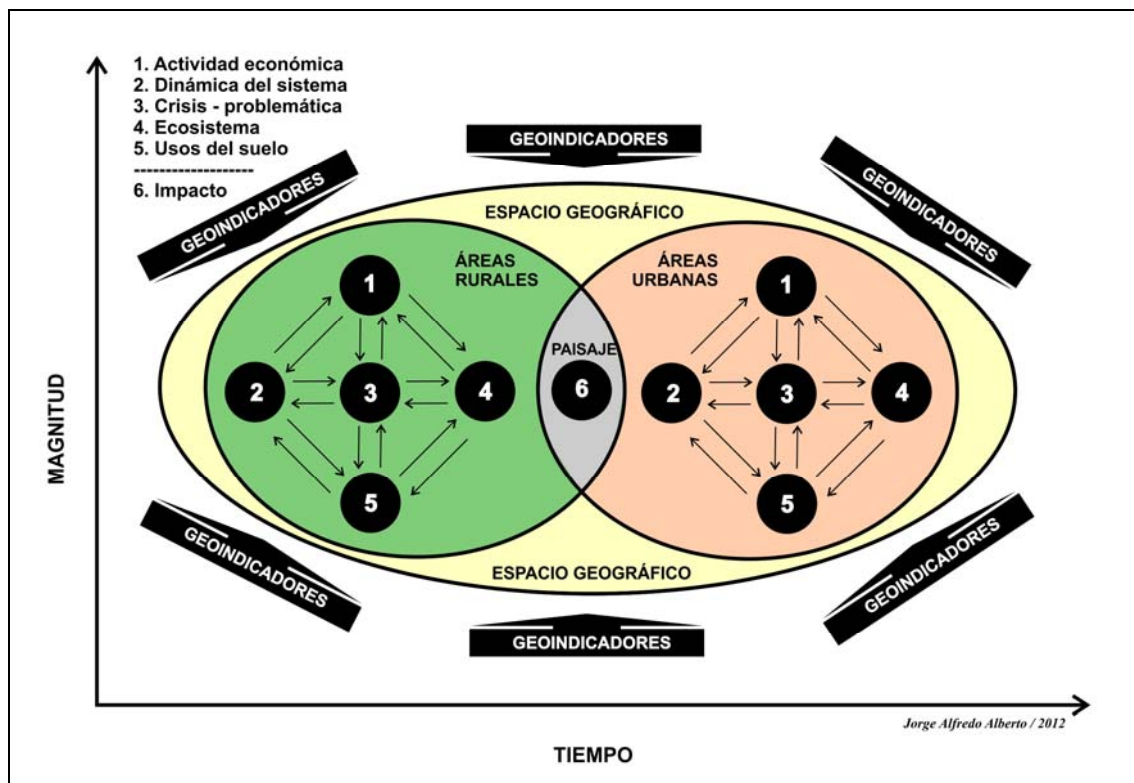 1. Actividad económica
2. Dinámica del sistema
3. Crisis - problemática
4. Ecosistema
5. Usos del suelo
--------------------
6. Impacto
GEOINDICADORES
GEOINDICADORES
GEOINDICADORES
ESPACIO GEOGRÁFICO
ÁREAS
RURALES
ÁREAS
URBANAS
1
1
PAISAJE
2
3
4
6
2
3
4
5
5
ESPACIO GEOGRÁFICO
GEOINDICADORES
GEOINDICADORES
GEOINDICADORES
MAGNITUD
Jorge Alfredo Alberto / 2012
TIEMPO